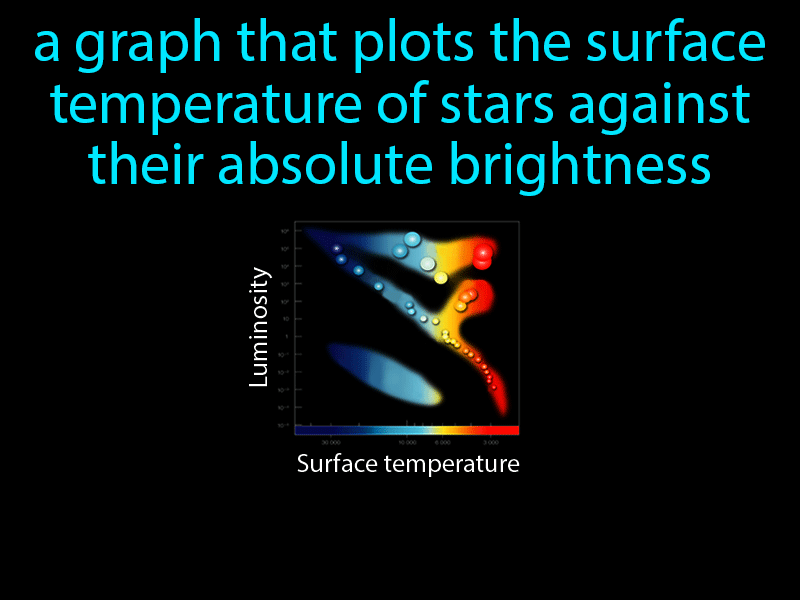 a graph that plots the surface
temperature of stars against
their absolute brightness
Luminosity
30 000
10 000
6 000
3 000
Surface temperature